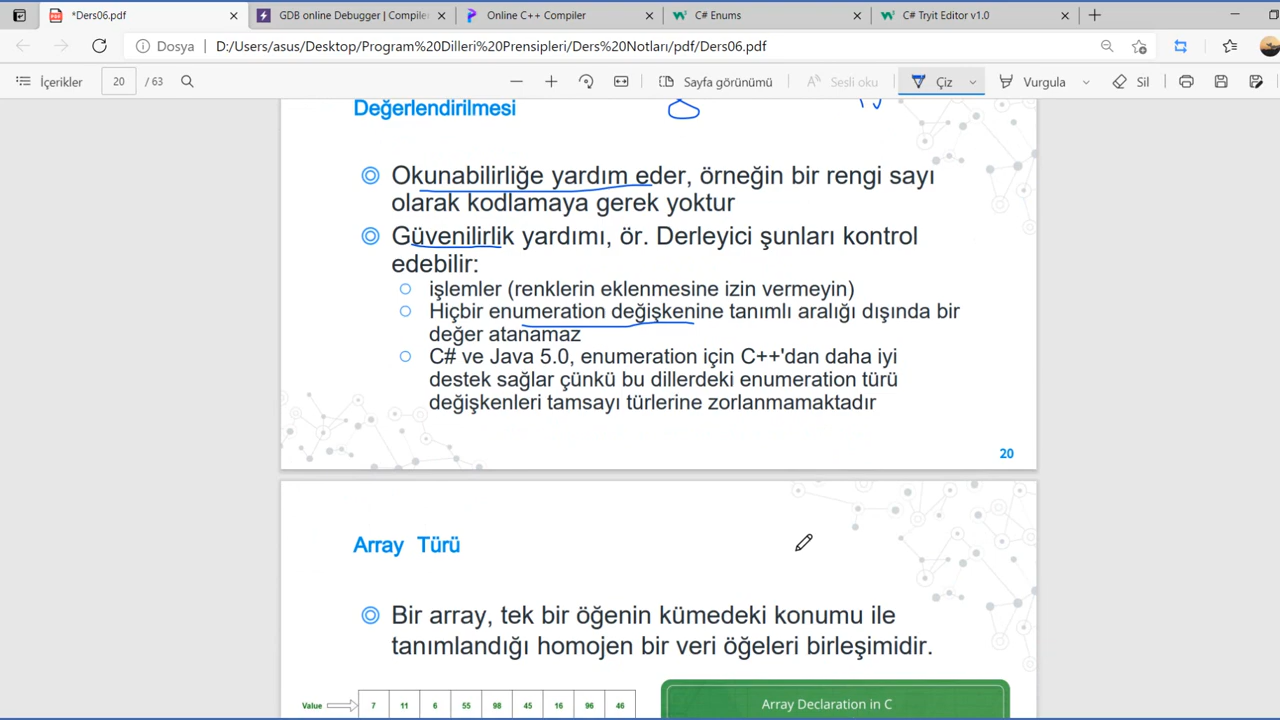 *Ders06.pdf
GDB online Debugger | Compiler
Online C++ Compiler
C# Enums
C# Tryit Editor v1.0
Dosya
D:/Users/asus/Desktop/Program%20Dilleri%20Prensipleri/Ders%20Notları/pdf/Ders06.pdf
İçerikler
20 / 63
Sayfa görünümü
Sesli oku
Çiz
Vurgula
Sil
Değerlendirilmesi
Okunabilirliğe yardım eder, örneğin bir rengi sayı
olarak kodlamaya gerek yoktur
Güvenilirlik yardımı, ör. Derleyici şunları kontrol
edebilir:
işlemler (renklerin eklenmesine izin vermeyin)
Hiçbir enumeration değişkenine tanımlı aralığı dışında bir
değer atanamaz
C# ve Java 5.0, enumeration için C++'dan daha iyi
destek sağlar çünkü bu dillerdeki enumeration türü
değişkenleri tamsayı türlerine zorlanmamaktadır
20
Array Türü
Bir array, tek bir öğenin kümedeki konumu ile
tanımlandığı homojen bir veri öğeleri birleşimidir.
Value 7 11 6 55 98 45 16 96 46
Array Declaration in C